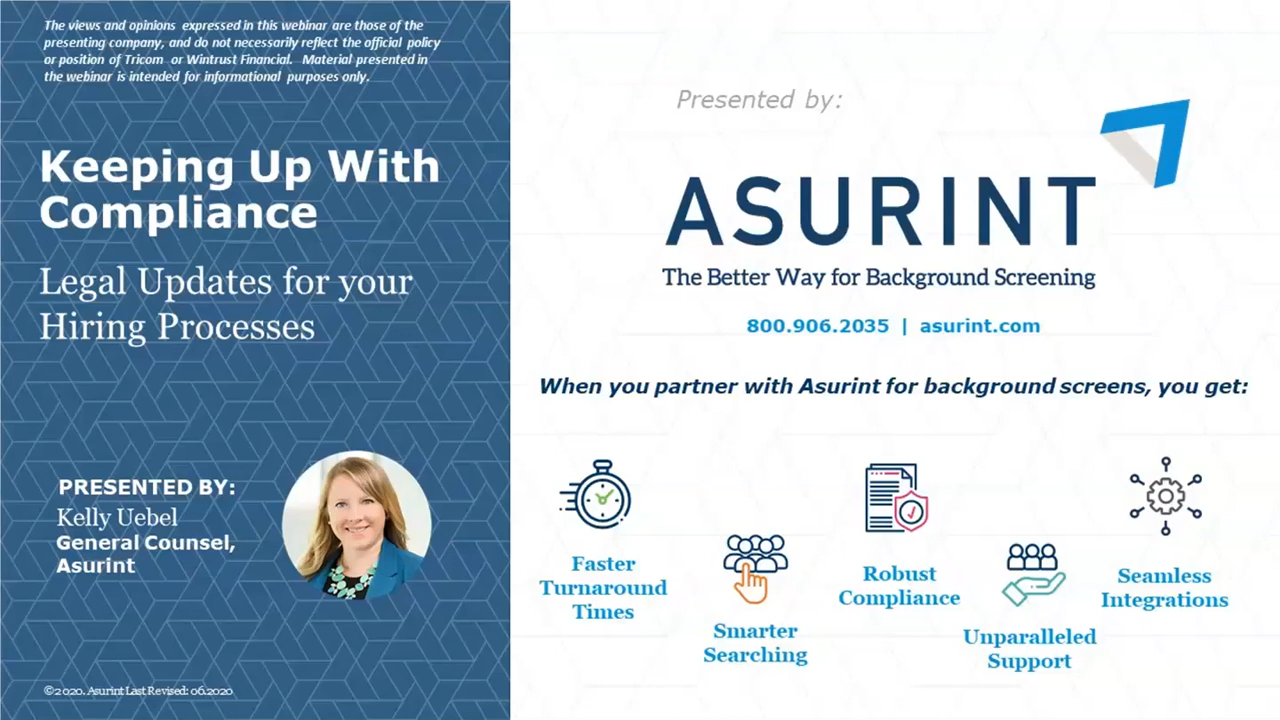 The views and opinions expressed in this webinar are those of the
presenting company, and do not necessarily reflect the official policy
or position of Tricom or Wintrust Financial. Material presented in
the webinar is intended for informational purposes only.
Keeping Up With
Compliance
Legal Updates for your
Hiring Processes
PRESENTED BY:
Kelly Uebel
General Counsel,
Asurint
©2020. Asurint Last Revised: 06.2020
Presented by:
ASURINT
The Better Way for Background Screening
800.906.2035 | asurint.com
When you partner with Asurint for background screens, you get:
Faster
Turnaround
Times
Smarter
Searching
Robust
Compliance
Unparalleled
Support
Seamless
Integrations